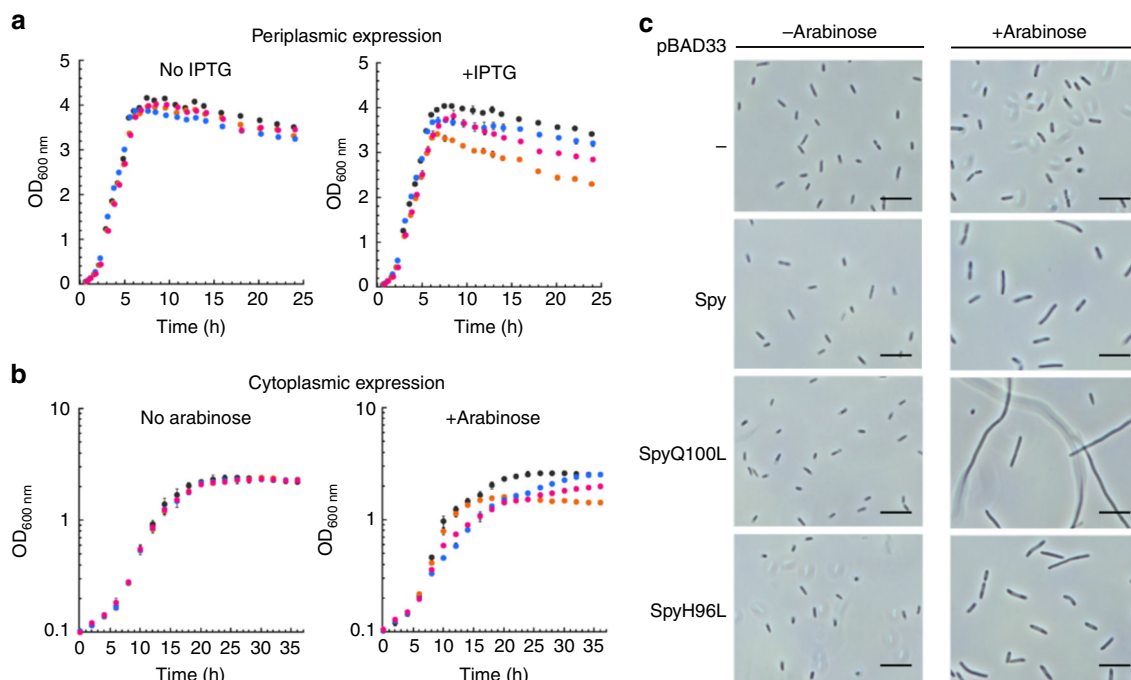 a
Periplasmic expression
No IPTG
+IPTG
5
4
3
2
1
0
OD600 nm
0 5 10 15 20 25
Time (h)
5
4
3
2
1
0
OD600 nm
0 5 10 15 20 25
Time (h)
b
Cytoplasmic expression
No arabinose
+Arabinose
10
1
0.1
OD600 nm
0 5 10 15 20 25 30 35
Time (h)
10
1
0.1
OD600 nm
0 5 10 15 20 25 30 35
Time (h)
c
pBAD33
–Arabinose
+Arabinose
–
Spy
SpyQ100L
SpyH96L